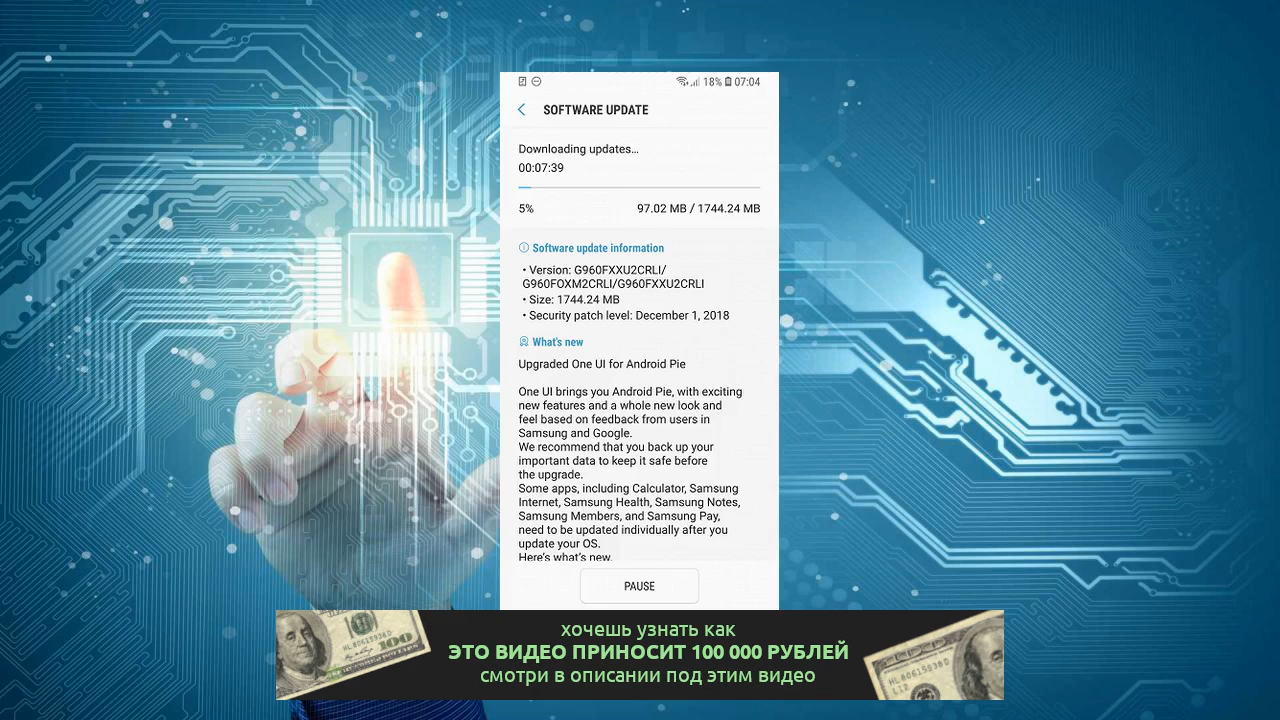 18% 07:04
SOFTWARE UPDATE
Downloading updates...
00:07:39
5% 97.02 MB / 1744.24 MB
Software update information
• Version: G960FXXU2CRLI/
G960FOXM2CRLI/G960FXXU2CRLI
• Size: 1744.24 MB
• Security patch level: December 1, 2018
What's new
Upgraded One UI for Android Pie
One UI brings you Android Pie, with exciting
new features and a whole new look and
feel based on feedback from users in
Samsung and Google.
We recommend that you back up your
important data to keep it safe before
the upgrade.
Some apps, including Calculator, Samsung
Internet, Samsung Health, Samsung Notes,
Samsung Members, and Samsung Pay,
need to be updated individually after you
update your OS.
Here's what's new.
PAUSE
хочешь узнать как
ЭТО ВИДЕО ПРИНОСИТ 100 000 РУБЛЕЙ
смотри в описании под этим видео
100
HL80615938D
HL80615938D
L12